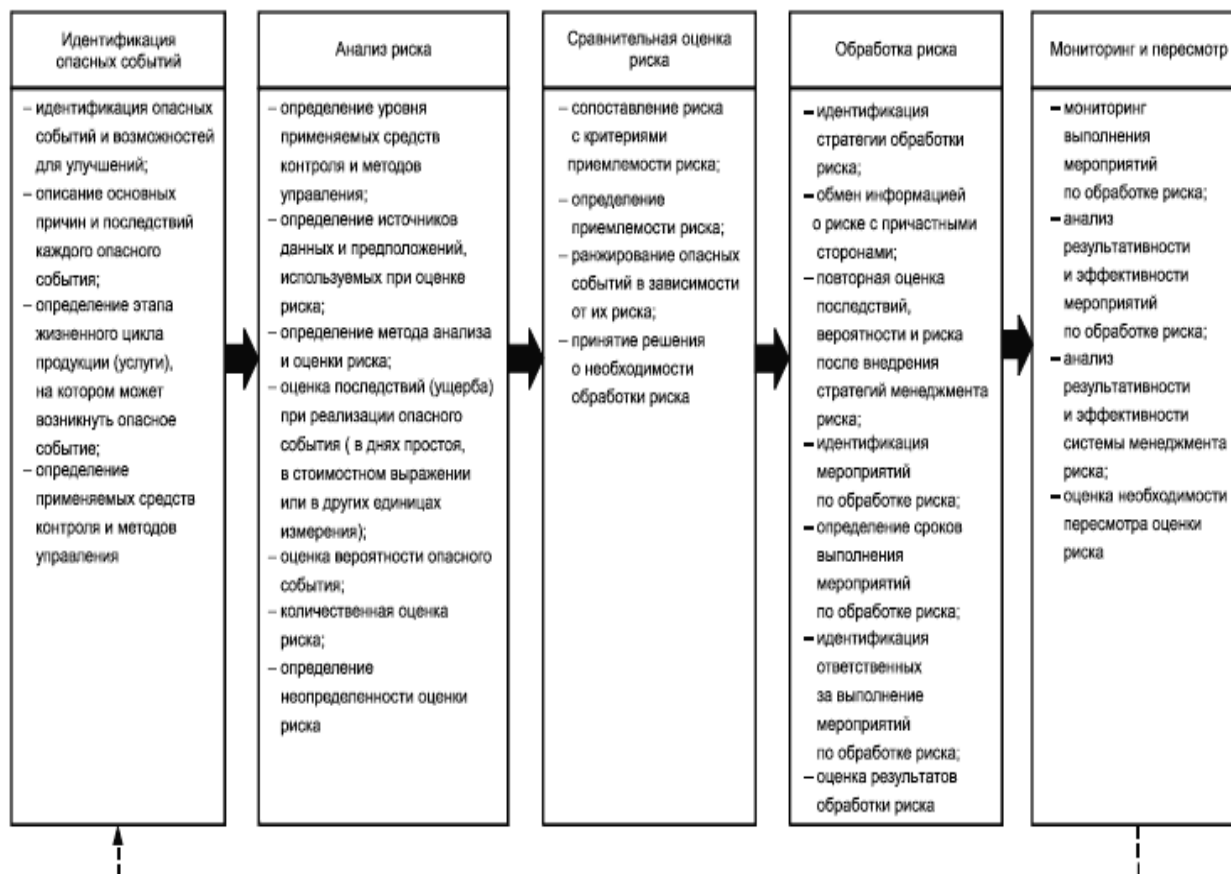 Идентификация
опасных событий
– идентификация опасных
событий и возможностей
для улучшений;
– описание основных
причин и последствий
каждого опасного
события;
– определение этапа
жизненного цикла
продукции (услуги),
на котором может
возникнуть опасное
событие;
– определение
применяемых средств
контроля и методов
управления
Анализ риска
– определение уровня
применяемых средств
контроля и методов
управления;
– определение источников
данных и предположений,
используемых при оценке
риска;
– определение метода анализа
и оценки риска;
– оценка последствий (ущерба)
при реализации опасного
события ( в днях простоя,
в стоимостном выражении
или в других единицах
измерения);
– оценка вероятности опасного
события;
– количественная оценка
риска;
– определение
неопределенности оценки
риска
Сравнительная оценка
риска
– сопоставление риска
с критериями
приемлемости риска;
– определение
приемлемости риска;
– ранжирование опасных
событий в зависимости
от их риска;
– принятие решения
о необходимости
обработки риска
Обработка риска
– идентификация
стратегии обработки
риска;
– обмен информацией
о риске с причастными
сторонами;
– повторная оценка
последствий,
вероятности и риска
после внедрения
стратегий менеджмента
риска;
– идентификация
мероприятий
по обработке риска;
– определение сроков
выполнения
мероприятий
по обработке риска;
– идентификация
ответственных
за выполнение
мероприятий
по обработке риска;
– оценка результатов
обработки риска
Мониторинг и пересмотр
– мониторинг
выполнения
мероприятий
по обработке риска;
– анализ
результативности
и эффективности
мероприятий
по обработке риска;
– анализ
результативности
и эффективности
системы менеджмента
риска;
– оценка необходимости
пересмотра оценки
риска